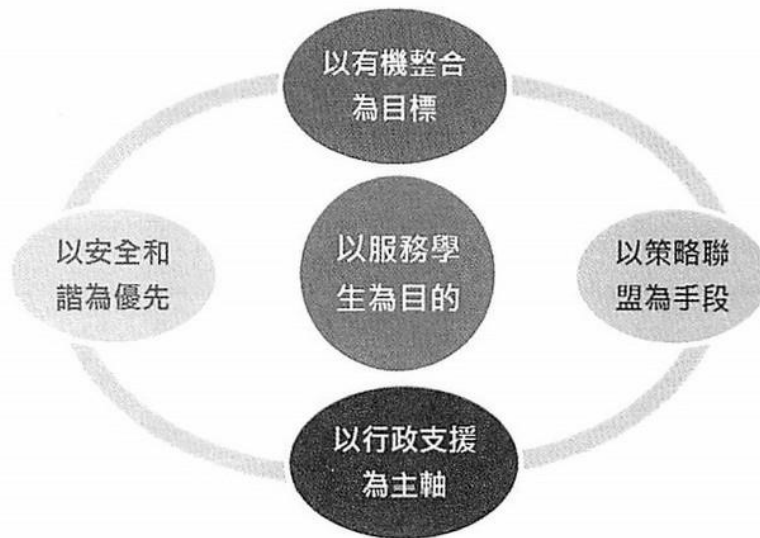 以有機整合
為目標
以安全和
諧為優先
以服務學
生為目的
以策略聯
盟為手段
以行政支援
為主軸